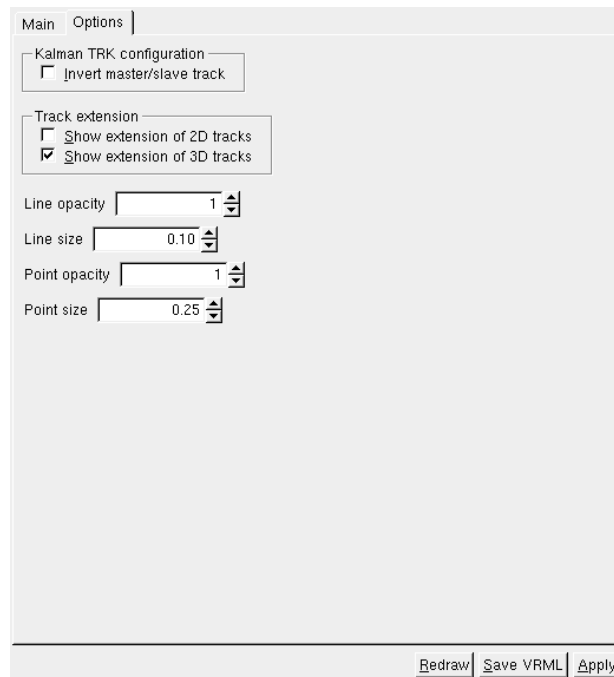 Main Options
Kalman TRK configuration
Invert master/slave track
Track extension
Show extension of 2D tracks
Show extension of 3D tracks
Line opacity 1
Line size 0.10
Point opacity 1
Point size 0.25
Redraw Save VRML Apply